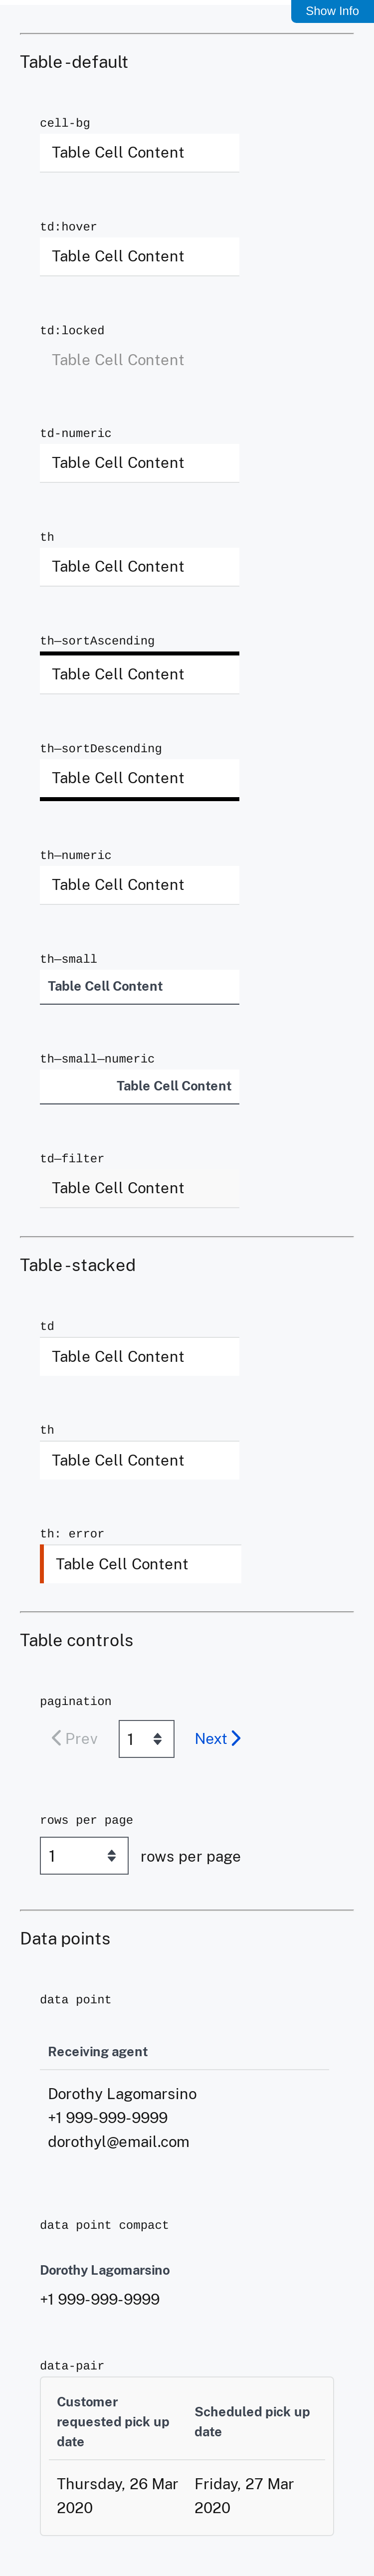 Show Info
Table - default
cell-bg
Table Cell Content
td:hover
Table Cell Content
td:locked
Table Cell Content
td-numeric
Table Cell Content
th
Table Cell Content
th—sortAscending
Table Cell Content
th—sortDescending
Table Cell Content
th—numeric
Table Cell Content
th—small
Table Cell Content
th—small—numeric
Table Cell Content
td—filter
Table Cell Content
Table - stacked
td
Table Cell Content
th
Table Cell Content
th: error
Table Cell Content
Table controls
pagination
Prev 1 Next
rows per page
1 rows per page
Data points
data point
Receiving agent
Dorothy Lagomarsino
+1 999-999-9999
dorothyl@email.com
data point compact
Dorothy Lagomarsino
+1 999-999-9999
data-pair
Customer
requested pick up
date
Scheduled pick up
date
Thursday, 26 Mar
2020
Friday, 27 Mar
2020